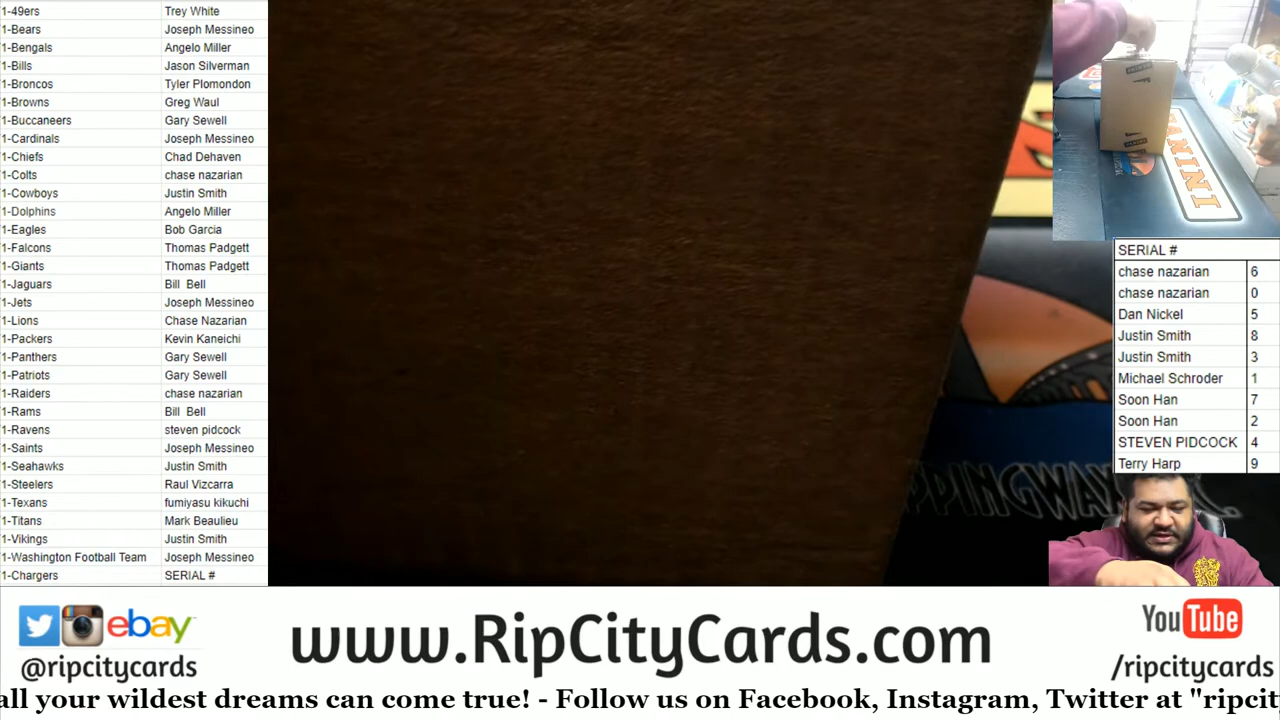 1-49ers Trey White
1-Bears Joseph Messineo
1-Bengals Angelo Miller
1-Bills Jason Silverman
1-Broncos Tyler Plomondon
1-Browns Greg Waul
1-Buccaneers Gary Sewell
1-Cardinals Joseph Messineo
1-Chiefs Chad Dehaven
1-Colts chase nazarian
1-Cowboys Justin Smith
1-Dolphins Angelo Miller
1-Eagles Bob Garcia
1-Falcons Thomas Padgett
1-Giants Thomas Padgett
1-Jaguars Bill Bell
1-Jets Joseph Messineo
1-Lions Chase Nazarian
1-Packers Kevin Kaneichi
1-Panthers Gary Sewell
1-Patriots Gary Sewell
1-Raiders chase nazarian
1-Rams Bill Bell
1-Ravens steven pidcock
1-Saints Joseph Messineo
1-Seahawks Justin Smith
1-Steelers Raul Vizcarra
1-Texans fumiyasu kikuchi
1-Titans Mark Beaulieu
1-Vikings Justin Smith
1-Washington Football Team Joseph Messineo
1-Chargers SERIAL #
PANINI
SERIAL #
chase nazarian 6
chase nazarian 0
Dan Nickel 5
Justin Smith 8
Justin Smith 3
Michael Schroder 1
Soon Han 7
Soon Han 2
STEVEN PIDCOCK 4
Terry Harp 9
ebay
@ripcitycards
www.RipCityCards.com
YouTube
/ripcitycards
all your wildest dreams can come true! - Follow us on Facebook, Instagram, Twitter at "ripcit